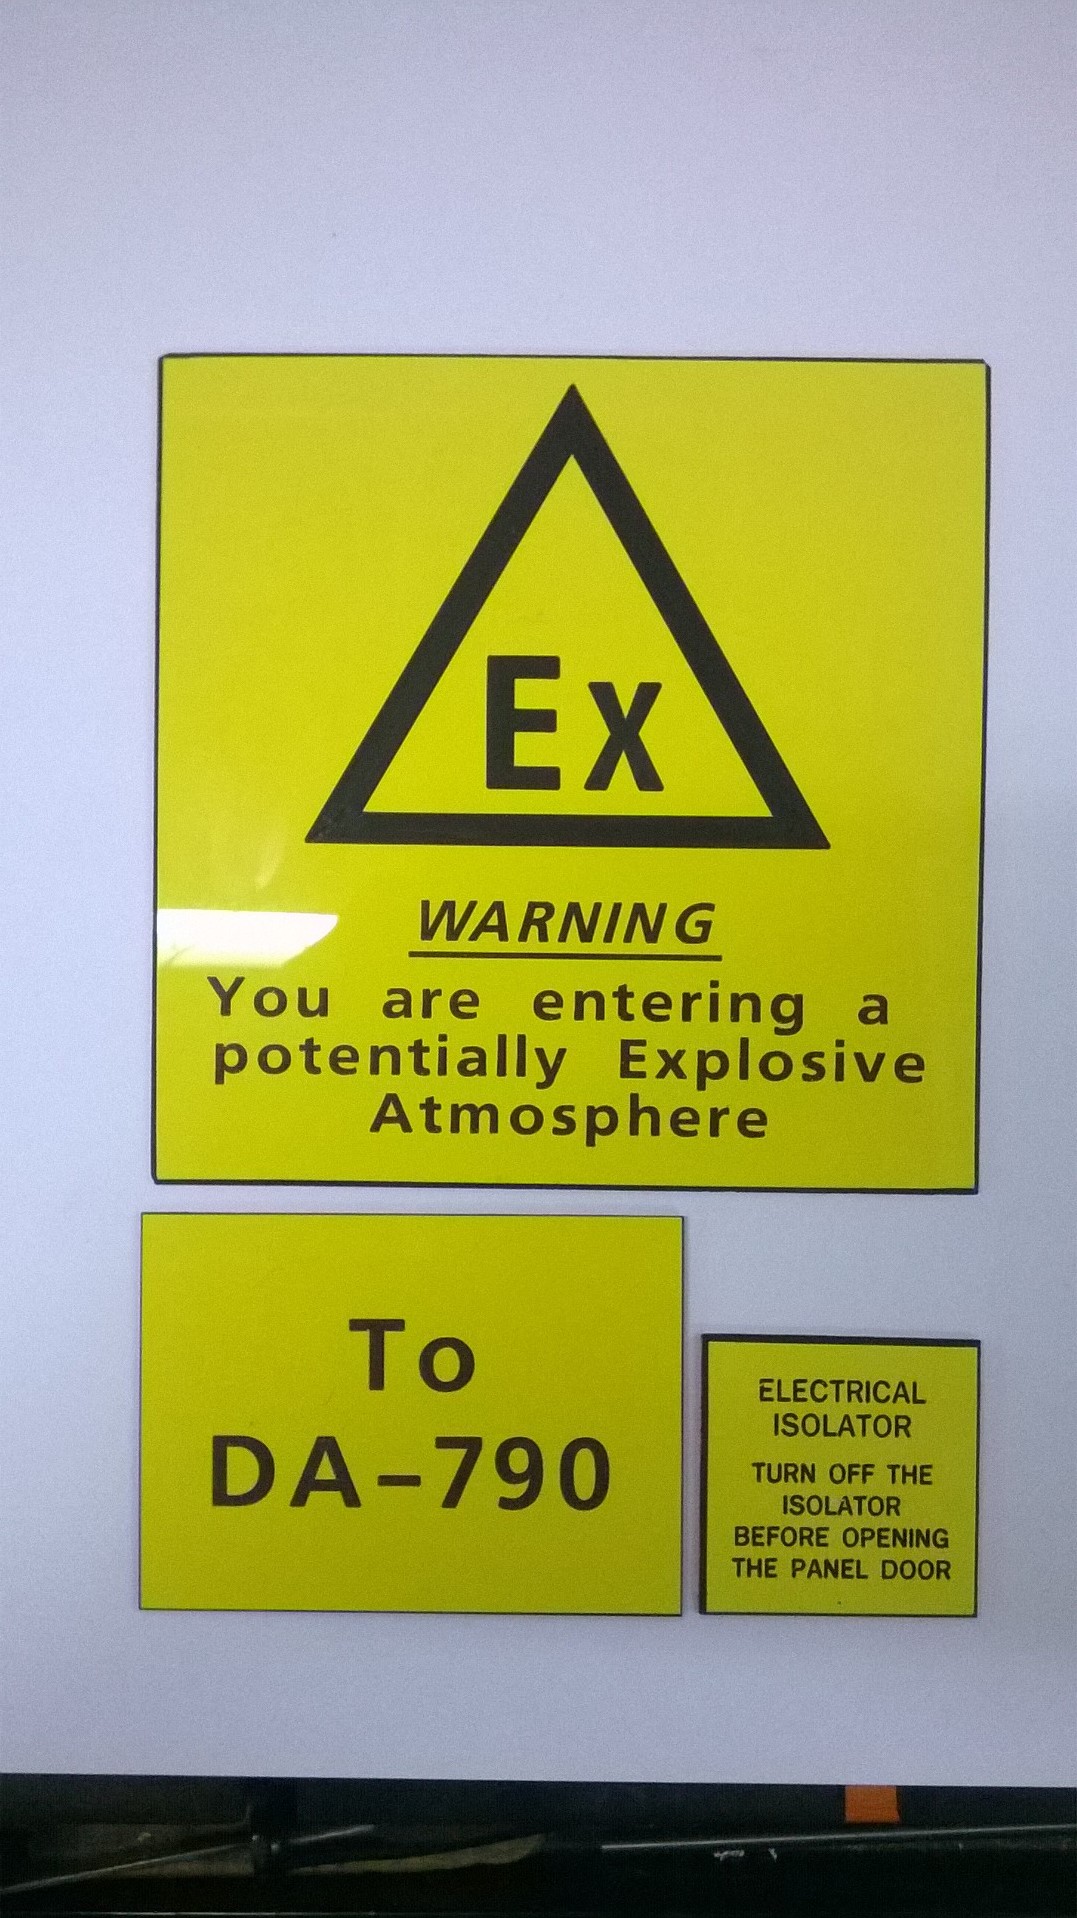 Ex
WARNING
You are entering a
potentially Explosive
Atmosphere
To
DA-790
ELECTRICAL
ISOLATOR
TURN OFF THE
ISOLATOR
BEFORE OPENING
THE PANEL DOOR